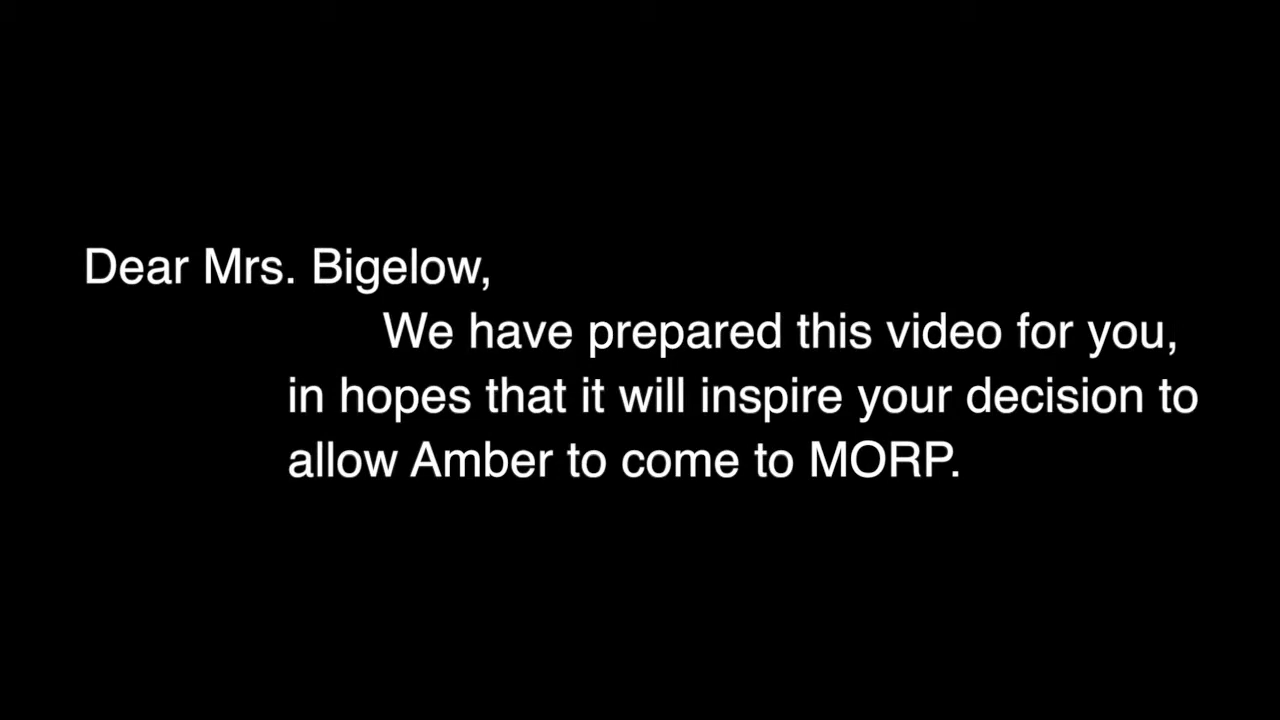 Dear Mrs. Bigelow,
We have prepared this video for you,
in hopes that it will inspire your decision to
allow Amber to come to MORP.